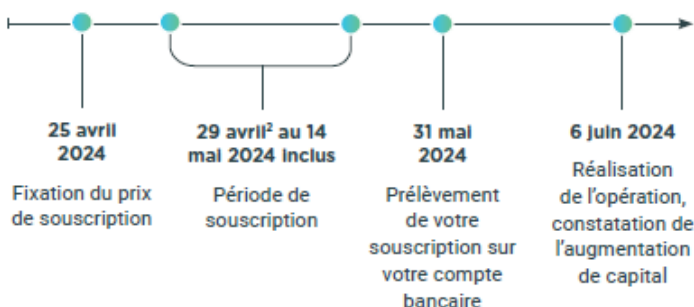 25 avril
2024
Fixation du prix
de souscription
29 avril² au 14
mai 2024 inclus
Période de
souscription
31 mai
2024
Prélèvement
de votre
souscription sur
votre compte
bancaire
6 juin 2024
Réalisation
de l’opération,
constatation de
l’augmentation
de capital